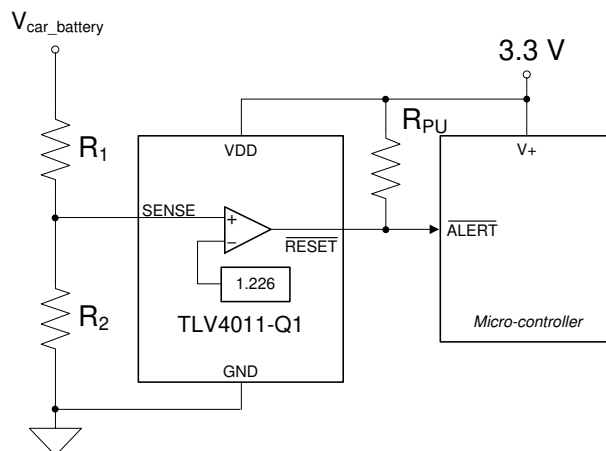 Vcar_battery
3.3 V
R1
RPU
VDD
V+
SENSE
+
−
RESET
ALERT
1.226
R2
TLV4011-Q1
Micro-controller
GND